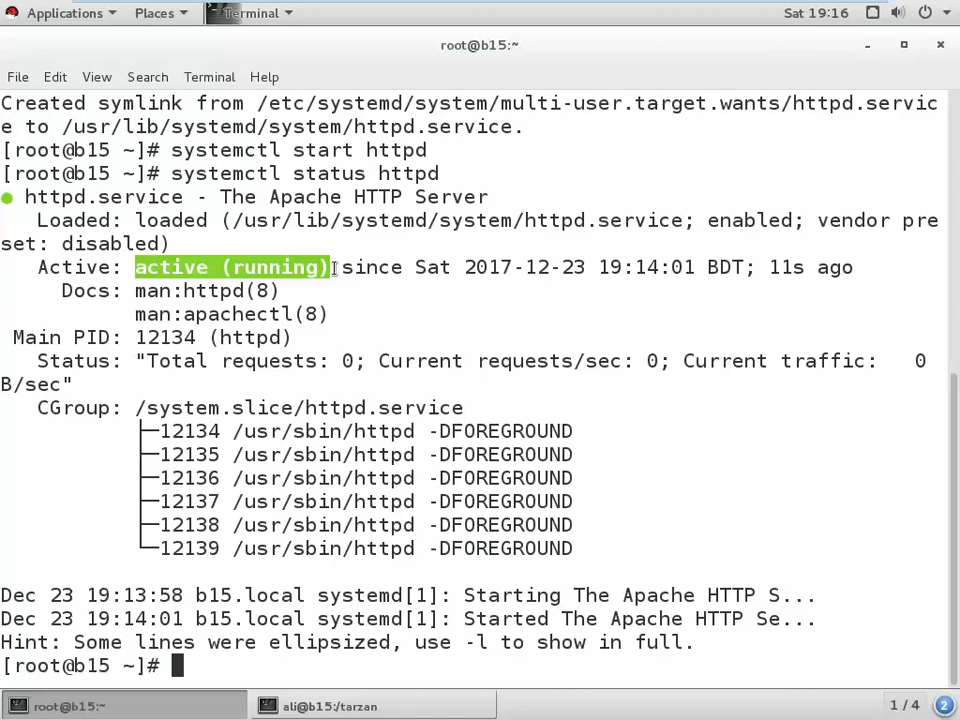 Applications Places Terminal Sat 19:16
root@b15:~
File Edit View Search Terminal Help
Created symlink from /etc/systemd/system/multi-user.target.wants/httpd.servic
e to /usr/lib/systemd/system/httpd.service.
[root@b15 ~]# systemctl start httpd
[root@b15 ~]# systemctl status httpd
● httpd.service - The Apache HTTP Server
Loaded: loaded (/usr/lib/systemd/system/httpd.service; enabled; vendor pre
set: disabled)
Active: active (running) since Sat 2017-12-23 19:14:01 BDT; 11s ago
Docs: man:httpd(8)
man:apachectl(8)
Main PID: 12134 (httpd)
Status: "Total requests: 0; Current requests/sec: 0; Current traffic:   0
B/sec"
CGroup: /system.slice/httpd.service
├─12134 /usr/sbin/httpd -DFOREGROUND
├─12135 /usr/sbin/httpd -DFOREGROUND
├─12136 /usr/sbin/httpd -DFOREGROUND
├─12137 /usr/sbin/httpd -DFOREGROUND
├─12138 /usr/sbin/httpd -DFOREGROUND
└─12139 /usr/sbin/httpd -DFOREGROUND
Dec 23 19:13:58 b15.local systemd[1]: Starting The Apache HTTP S...
Dec 23 19:14:01 b15.local systemd[1]: Started The Apache HTTP Se...
Hint: Some lines were ellipsized, use -l to show in full.
[root@b15 ~]#
root@b15:~ ali@b15:/tarzan 1 / 4 2